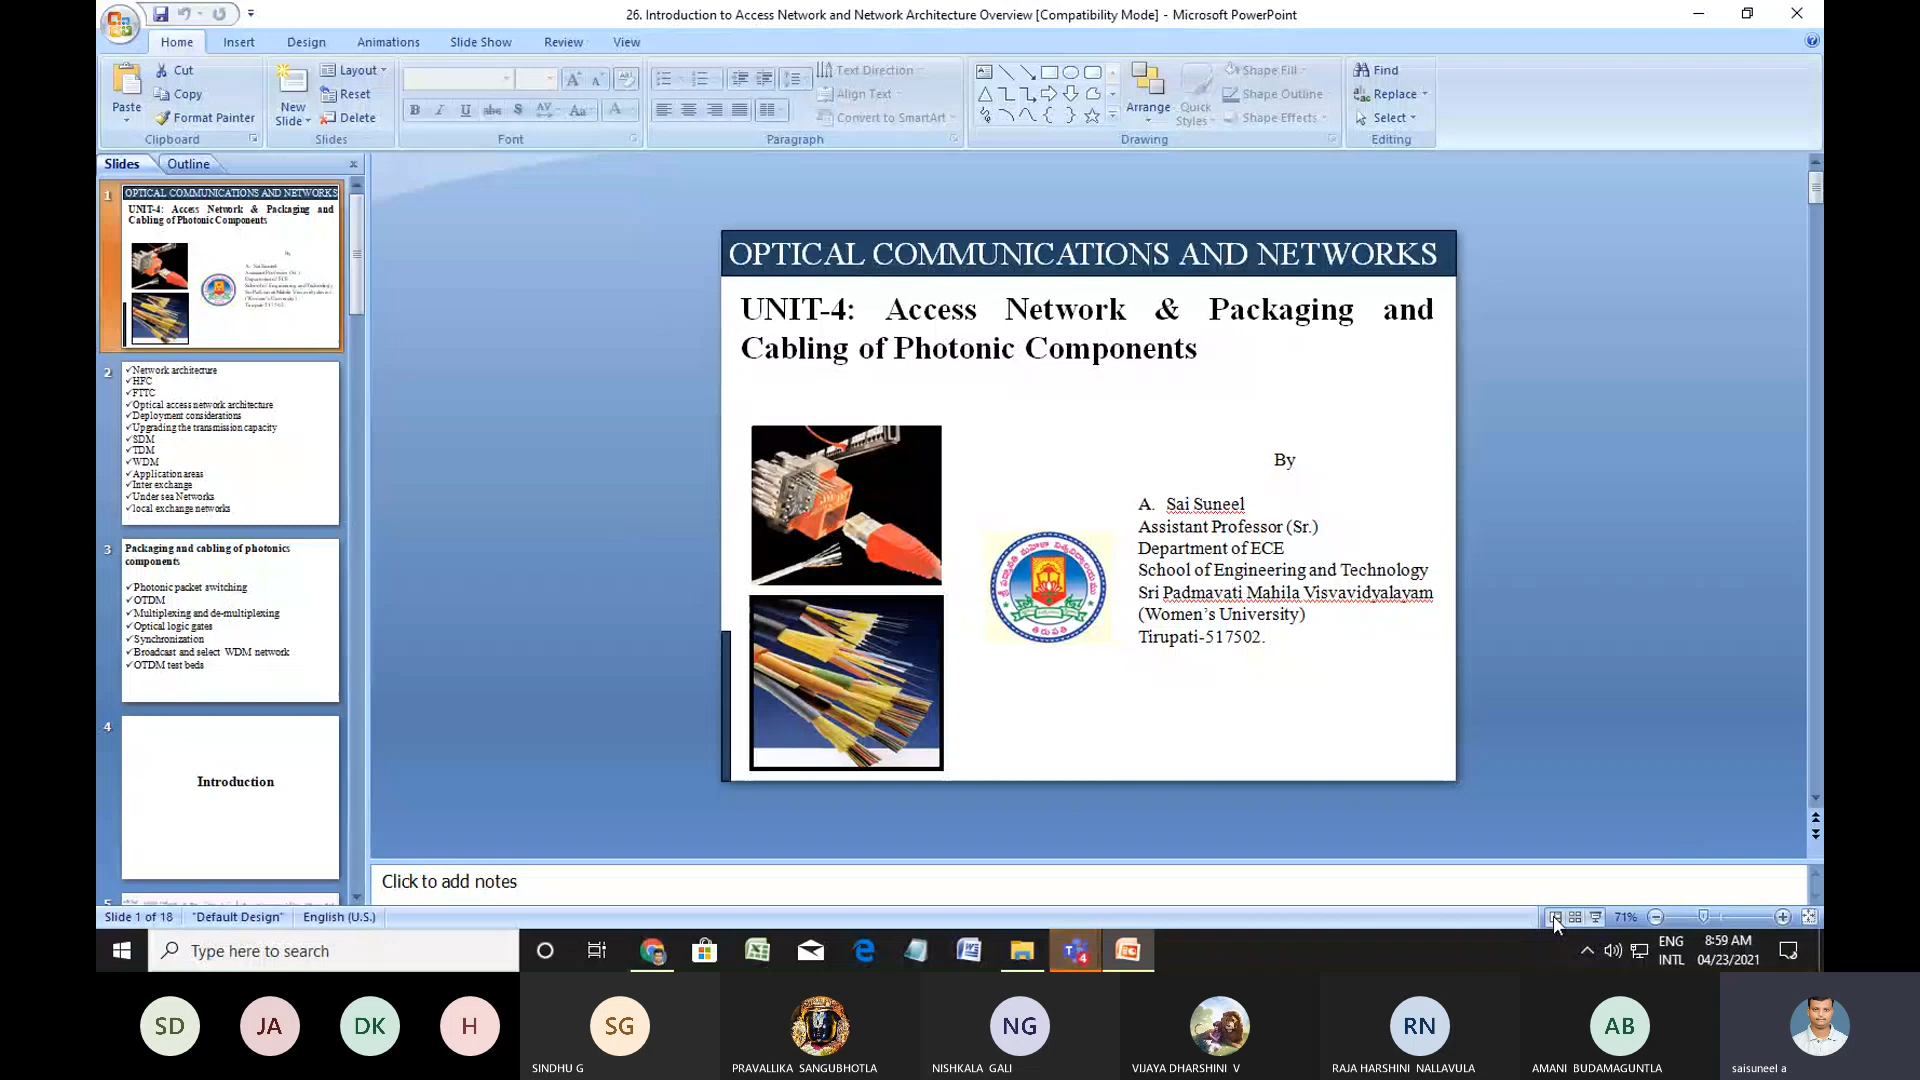 26. Introduction to Access Network and Network Architecture Overview [Compatibility Mode] - Microsoft PowerPoint
Home Insert Design Animations Slide Show Review View
Paste
Cut
Copy
Format Painter
Clipboard
New Slide
Layout
Reset
Delete
Slides
Font
Text Direction
Align Text
Convert to SmartArt
Paragraph
Arrange
Quick Styles
Shape Fill
Shape Outline
Shape Effects
Drawing
Find
Replace
Select
Editing
Slides Outline
1
OPTICAL COMMUNICATIONS AND NETWORKS
UNIT-4: Access Network & Packaging and
Cabling of Photonic Components
2
✓Network architecture
✓HFC
✓FTTC
✓Optical access network architecture
✓Deployment considerations
✓Upgrading the transmission capacity
✓SDM
✓TDM
✓WDM
✓Application areas
✓Inter exchange
✓Under sea Networks
✓local exchange networks
3
Packaging and cabling of photonics
components
✓Photonic packet switching
✓OTDM
✓Multiplexing and de-multiplexing
✓Optical logic gates
✓Synchronization
✓Broadcast and select WDM network
✓OTDM test beds
4
Introduction
5
OPTICAL COMMUNICATIONS AND NETWORKS
UNIT-4: Access Network & Packaging and
Cabling of Photonic Components
By
A. Sai Suneel
Assistant Professor (Sr.)
Department of ECE
School of Engineering and Technology
Sri Padmavati Mahila Visvavidyalayam
(Women's University)
Tirupati-517502.
Click to add notes
Slide 1 of 18 "Default Design" English (U.S.) 71%
Type here to search
4
ENG
INTL
8:59 AM
04/23/2021
SD JA DK H SG NG RN AB
SINDHU G PRAVALLIKA SANGUBHOTLA NISHKALA GALI VIJAYA DHARSHINI V RAJA HARSHINI NALLAVULA AMANI BUDAMAGUNTLA saisuneel a